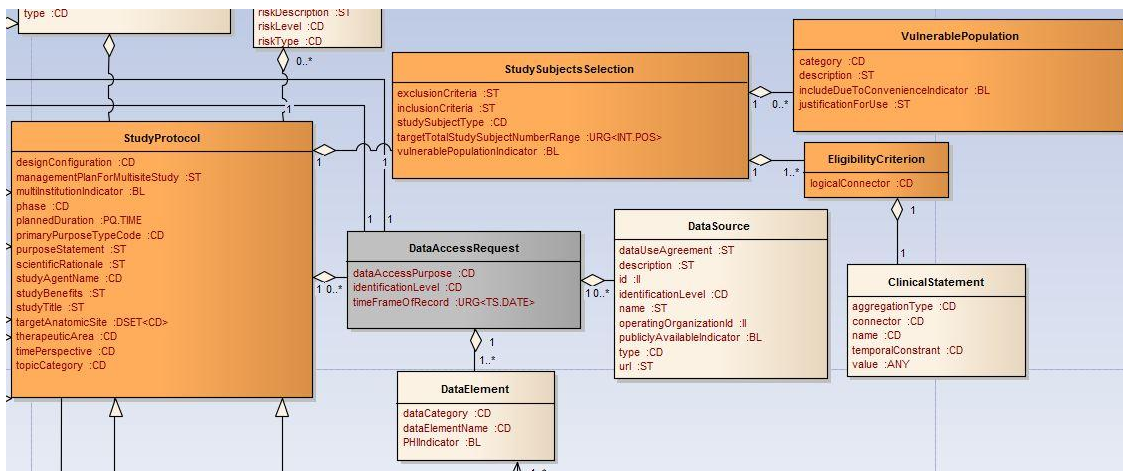 type :CD
riskDescription :ST
riskLevel :CD
riskType :CD
0..*
1
StudyProtocol
designConfiguration :CD
managementPlanForMultisiteStudy :ST
multiInstitutionIndicator :BL
phase :CD
plannedDuration :PQ.TIME
primaryPurposeTypeCode :CD
purposeStatement :ST
scientificRationale :ST
studyAgentName :CD
studyBenefits :ST
studyTitle :ST
targetAnatomicSite :DSET<CD>
therapeuticArea :CD
timePerspective :CD
topicCategory :CD
1
1
StudySubjectsSelection
exclusionCriteria :ST
inclusionCriteria :ST
studySubjectType :CD
targetTotalStudySubjectNumberRange :URG<INT.POS>
vulnerablePopulationIndicator :BL
1 0..*
VulnerablePopulation
category :CD
description :ST
includeDueToConvenienceIndicator :BL
justificationForUse :ST
1 1..*
EligibilityCriterion
logicalConnector :CD
1
1
ClinicalStatement
aggregationType :CD
connector :CD
name :CD
temporalConstrant :CD
value :ANY
1 1
1 0..*
DataAccessRequest
dataAccessPurpose :CD
identificationLevel :CD
timeFrameOfRecord :URG<TS.DATE>
1 0..*
DataSource
dataUseAgreement :ST
description :ST
id :II
identificationLevel :CD
name :ST
operatingOrganizationId :II
publiclyAvailableIndicator :BL
type :CD
url :ST
1
1..*
DataElement
dataCategory :CD
dataElementName :CD
PHIIndicator :BL